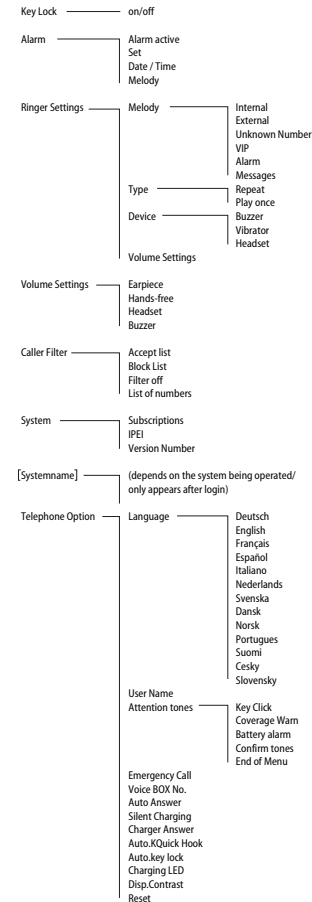 Key Lock on/off
Alarm Alarm active
Set
Date / Time
Melody
Ringer Settings Melody Internal
External
Unknown Number
VIP
Alarm
Messages
Type Repeat
Play once
Device Buzzer
Vibrator
Headset
Volume Settings
Volume Settings Earpiece
Hands-free
Headset
Buzzer
Caller Filter Accept list
Block List
Filter off
List of numbers
System Subscriptions
IPEI
Version Number
[Systemname] (depends on the system being operated/
only appears after login)
Telephone Option Language Deutsch
English
Français
Español
Italiano
Nederlands
Svenska
Dansk
Norsk
Portugues
Suomi
Cesky
Slovensky
User Name
Attention tones Key Click
Coverage Warn
Battery alarm
Confirm tones
End of Menu
Emergency Call
Voice BOX No.
Auto Answer
Silent Charging
Charger Answer
Auto.KQuick Hook
Auto.key lock
Charging LED
Disp.Contrast
Reset